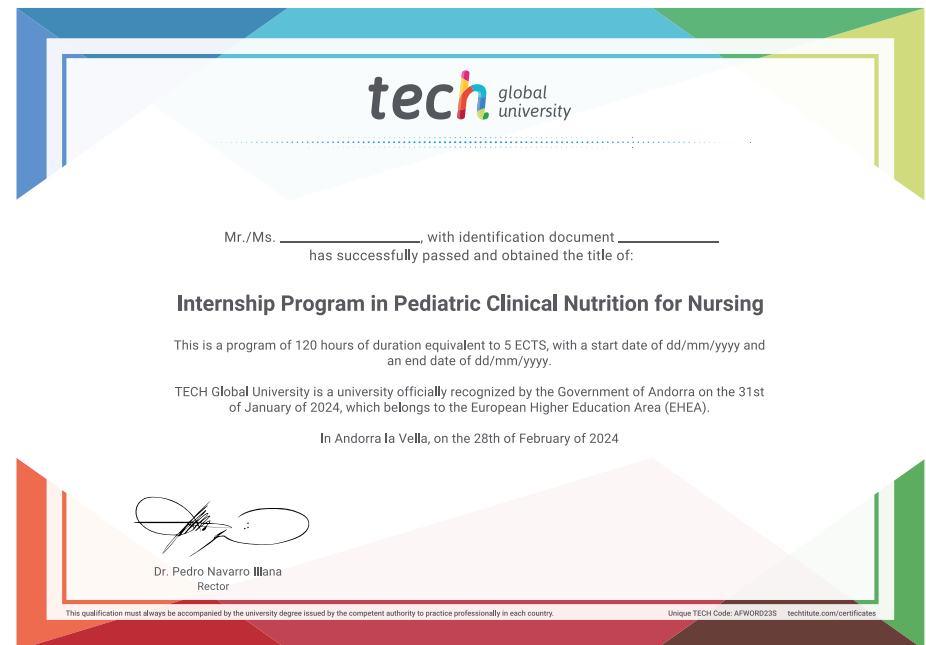 tech global university
Mr./Ms. ____________, with identification document ____________
has successfully passed and obtained the title of:
Internship Program in Pediatric Clinical Nutrition for Nursing
This is a program of 120 hours of duration equivalent to 5 ECTS, with a start date of dd/mm/yyyy and
an end date of dd/mm/yyyy.
TECH Global University is a university officially recognized by the Government of Andorra on the 31st
of January of 2024, which belongs to the European Higher Education Area (EHEA).
In Andorra la Vella, on the 28th of February of 2024
Dr. Pedro Navarro Illana
Rector
This qualification must always be accompanied by the university degree issued by the competent authority to practice professionally in each country. Unique TECH Code: AFWORD23S techtitute.com/certificates